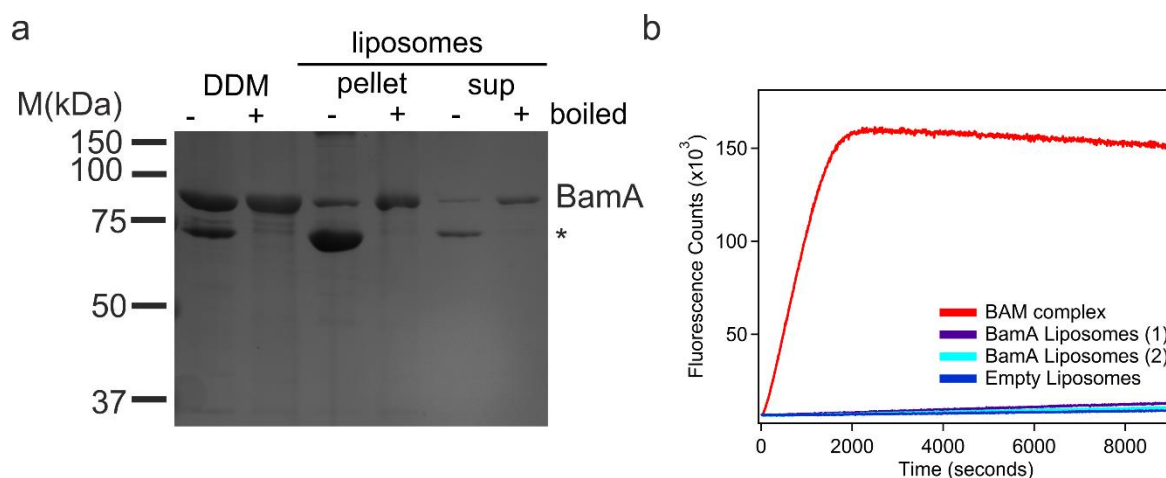 a
liposomes
DDM pellet sup
M(kDa) - + - + - + boiled
150
100
75
50
37
BamA
*
b
Fluorescence Counts (x10³)
150
100
50
BAM complex
BamA Liposomes (1)
BamA Liposomes (2)
Empty Liposomes
0 2000 4000 6000 8000
Time (seconds)